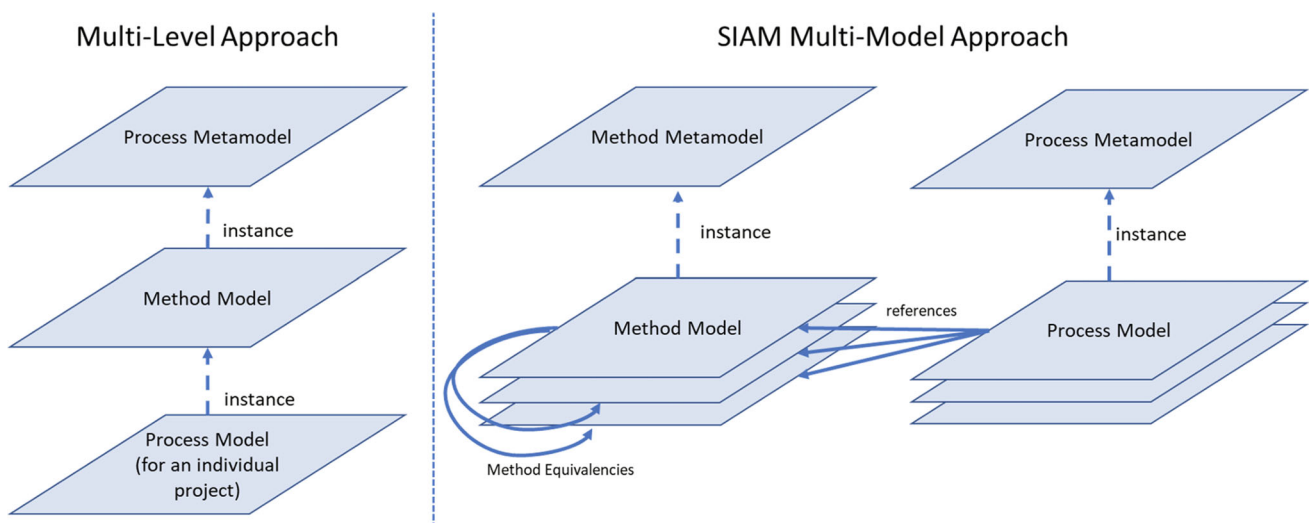 Multi-Level Approach
Process Metamodel
instance
Method Model
instance
Process Model
(for an individual
project)
SIAM Multi-Model Approach
Method Metamodel
Process Metamodel
instance
instance
Method Model
references
Process Model
Method Equivalencies